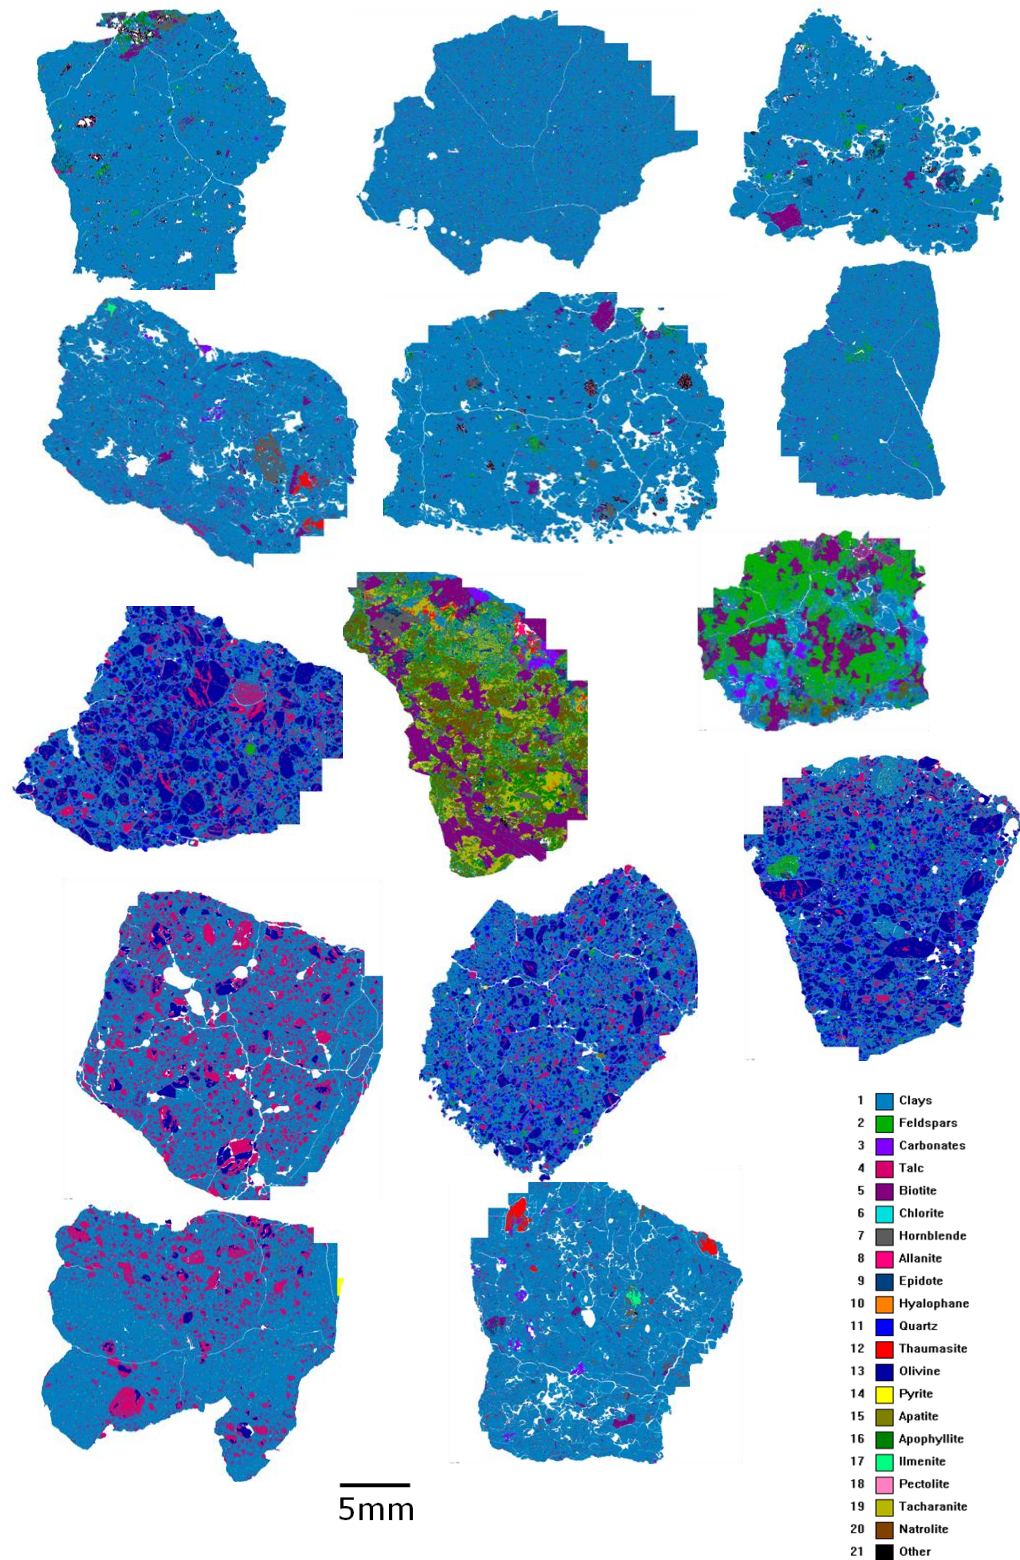 1 Clays
2 Feldspars
3 Carbonates
4 Talc
5 Biotite
6 Chlorite
7 Hornblende
8 Allanite
9 Epidote
10 Hyalophane
11 Quartz
12 Thaumasite
13 Olivine
14 Pyrite
15 Apatite
16 Apophyllite
17 Ilmenite
18 Pectolite
19 Tacharanite
20 Natrolite
21 Other
5mm